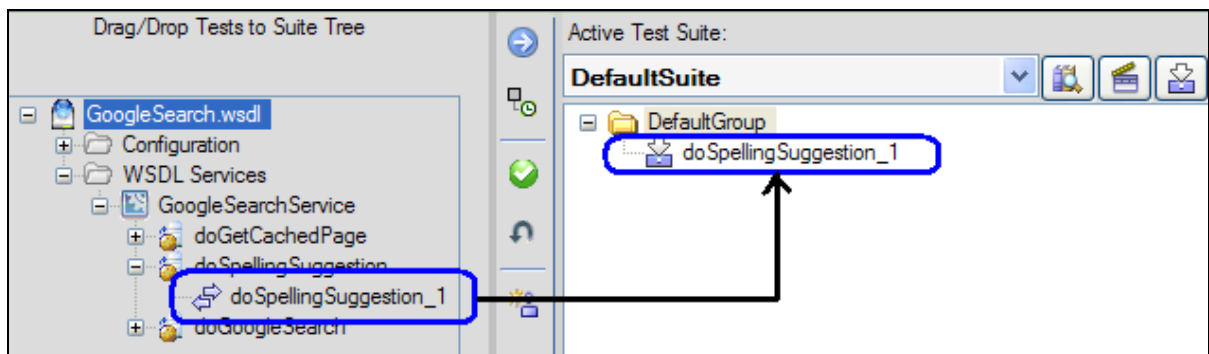 Drag/Drop Tests to Suite Tree
GoogleSearch.wsdl
Configuration
WSDL Services
GoogleSearchService
doGetCachedPage
doSpellingSuggestion
doSpellingSuggestion_1
doGoogleSearch
Active Test Suite:
DefaultSuite
DefaultGroup
doSpellingSuggestion_1